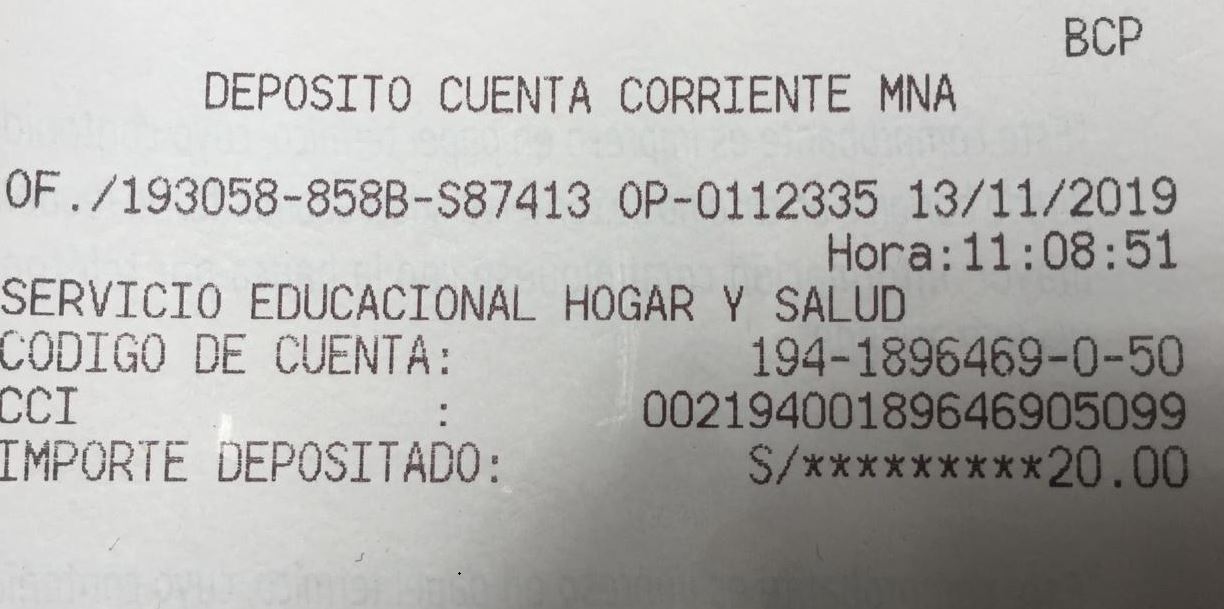 BCP
DEPOSITO CUENTA CORRIENTE MNA
OF./193058-858B-S87413 OP-0112335 13/11/2019
Hora:11:08:51
SERVICIO EDUCACIONAL HOGAR Y SALUD
CODIGO DE CUENTA: 194-1896469-0-50
CCI : 00219400189646905099
IMPORTE DEPOSITADO: S/*********20.00